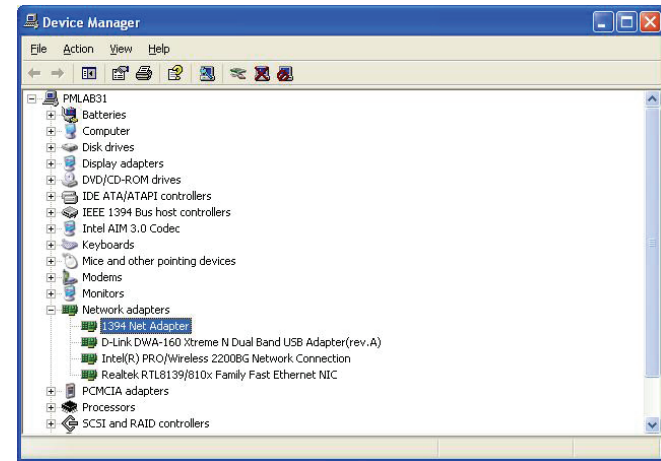 Device Manager
File Action View Help
PMLAB31
Batteries
Computer
Disk drives
Display adapters
DVD/CD-ROM drives
IDE ATA/ATAPI controllers
IEEE 1394 Bus host controllers
Intel AIM 3.0 Codec
Keyboards
Mice and other pointing devices
Modems
Monitors
Network adapters
1394 Net Adapter
D-Link DWA-160 Xtreme N Dual Band USB Adapter(rev.A)
Intel(R) PRO/Wireless 2200BG Network Connection
Realtek RTL8139/810x Family Fast Ethernet NIC
PCMCIA adapters
Processors
SCSI and RAID controllers